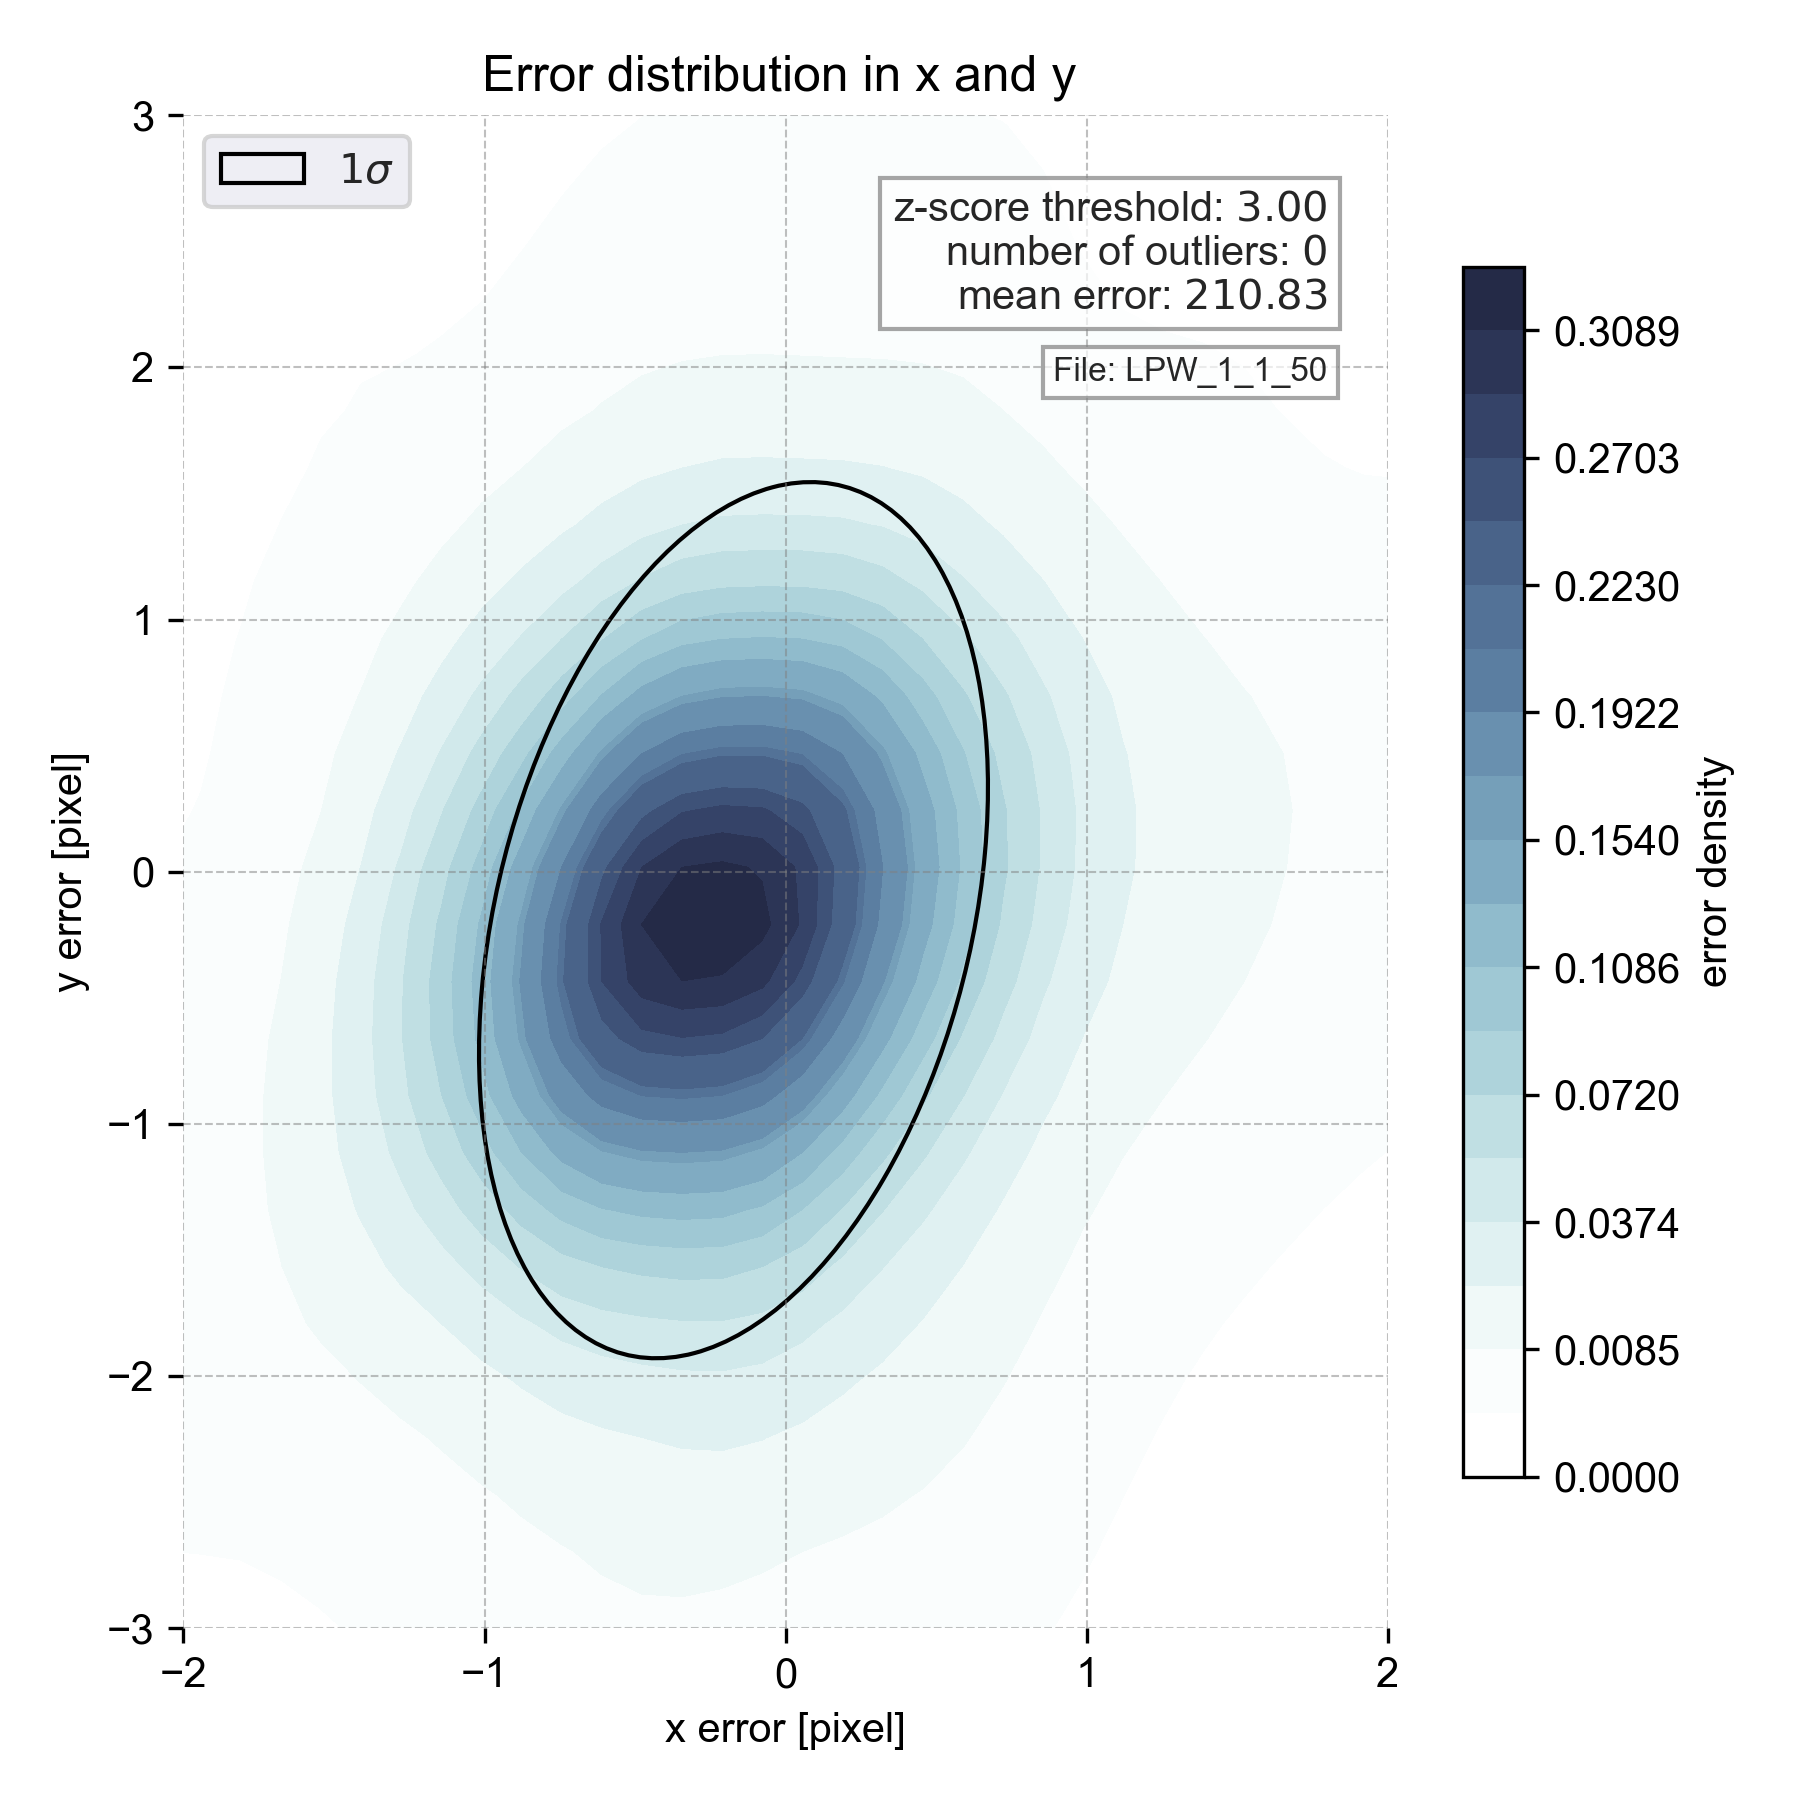 Error distribution in x and y
1σ
z-score threshold: 3.00
number of outliers: 0
mean error: 210.83
File: LPW_1_1_50
3
2
1
0
−1
−2
−3
y error [pixel]
−2
−1
0
1
2
x error [pixel]
0.3089
0.2703
0.2230
0.1922
0.1540
0.1086
0.0720
0.0374
0.0085
0.0000
error density